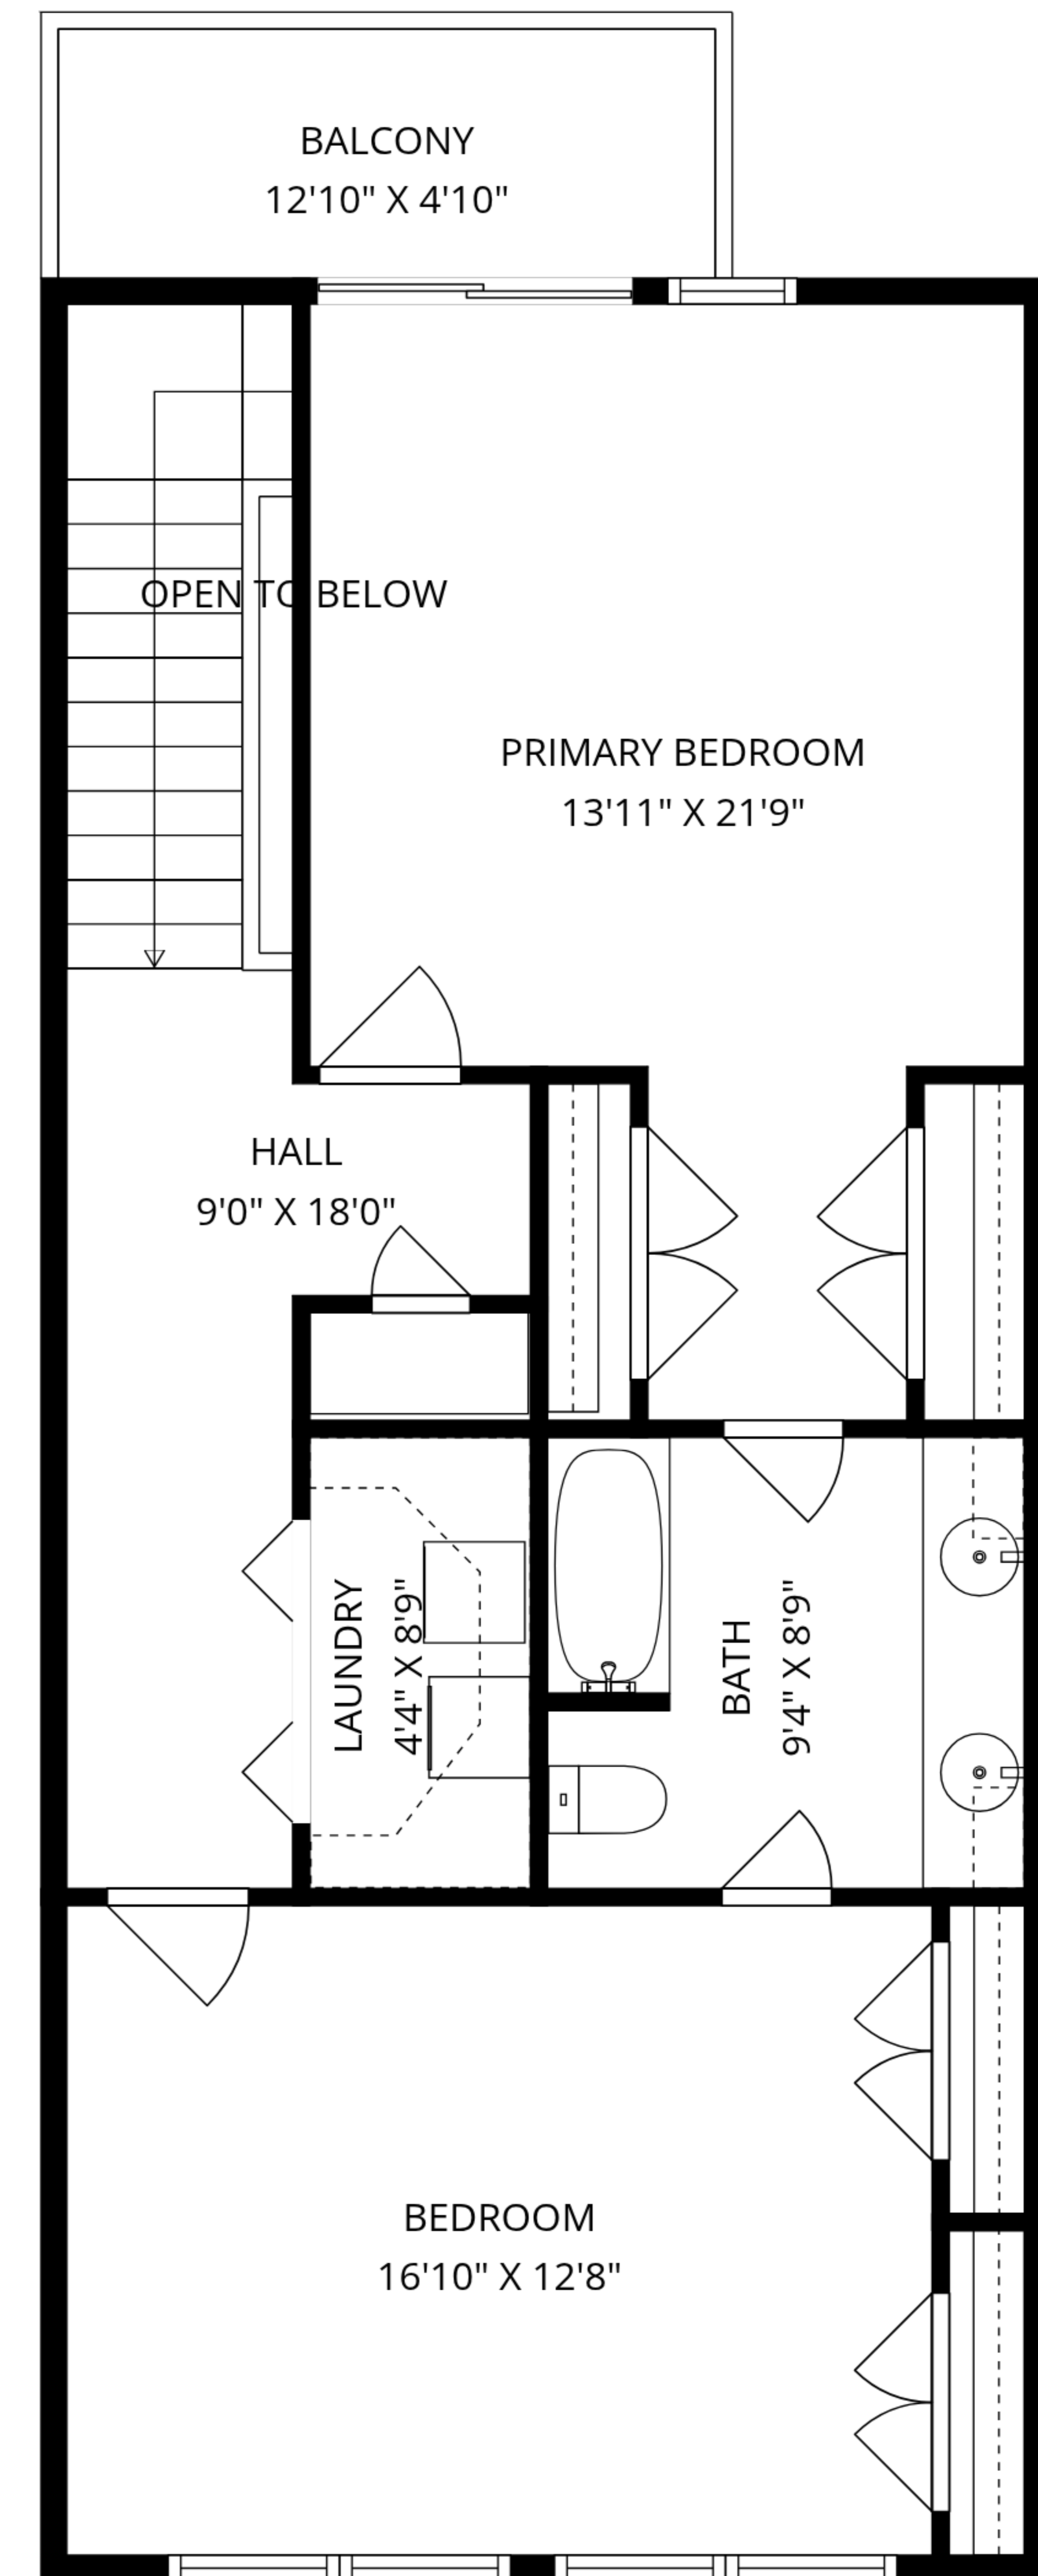 BALCONY
12'10" X 4'10"
OPEN TO BELOW
PRIMARY BEDROOM
13'11" X 21'9"
HALL
9'0" X 18'0"
LAUNDRY
4'4" X 8'9"
BATH
9'4" X 8'9"
BEDROOM
16'10" X 12'8"